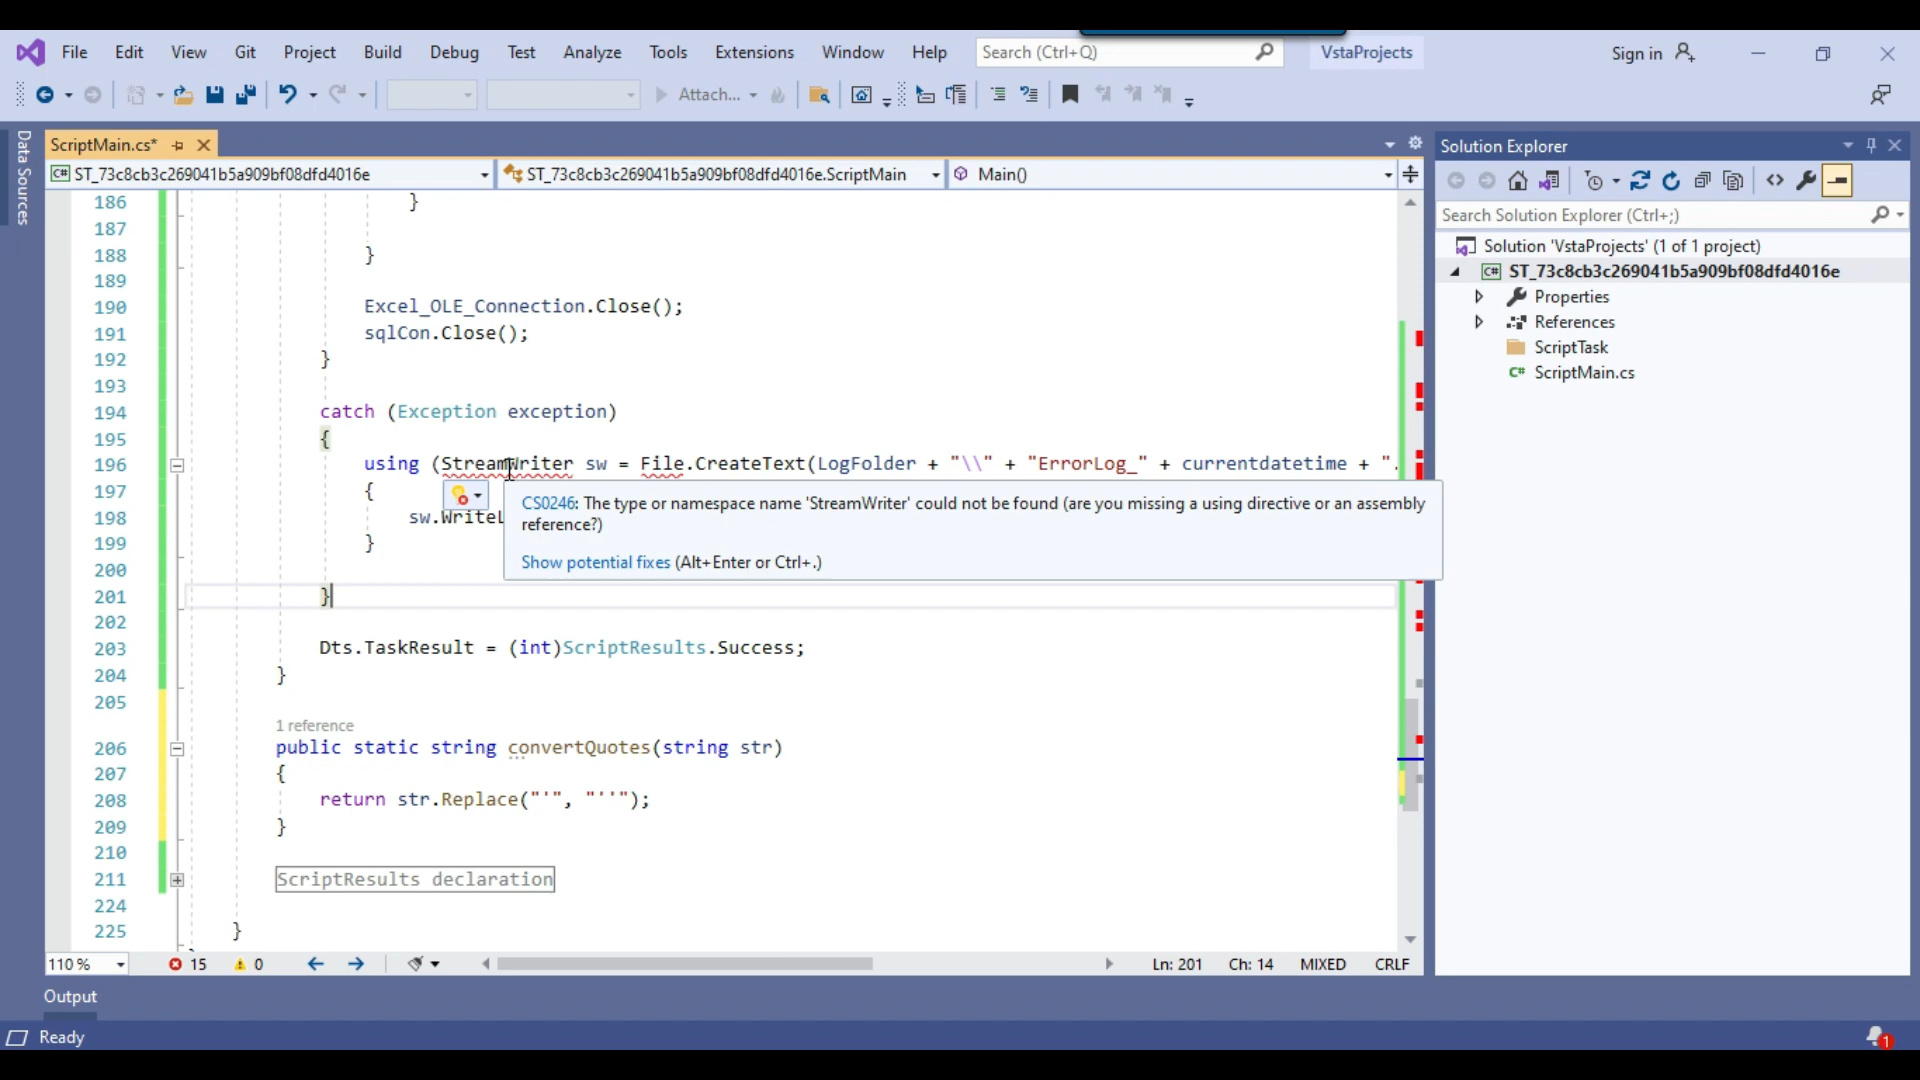 File Edit View Git Project Build Debug Test Analyze Tools Extensions Window Help Search (Ctrl+Q) VstaProjects Sign in
Attach...
Data Sources
ScriptMain.cs*
C# ST_73c8cb3c269041b5a909bf08dfd4016e ST_73c8cb3c269041b5a909bf08dfd4016e.ScriptMain Main()
186 }
187
188 }
189
190 Excel_OLE_Connection.Close();
191 sqlCon.Close();
192 }
193
194 catch (Exception exception)
195 {
196 using (StreamWriter sw = File.CreateText(LogFolder + "\\" + "ErrorLog_" + currentdatetime + ".
197 {
198 sw.WriteL
199 }
200
201 }
202
203 Dts.TaskResult = (int)ScriptResults.Success;
204 }
205
1 reference
206 public static string convertQuotes(string str)
207 {
208 return str.Replace("'", "''");
209 }
210
211 ScriptResults declaration
224
225 }
CS0246: The type or namespace name 'StreamWriter' could not be found (are you missing a using directive or an assembly
reference?)
Show potential fixes (Alt+Enter or Ctrl+.)
110 % 15 0 Ln: 201 Ch: 14 MIXED CRLF
Solution Explorer
Search Solution Explorer (Ctrl+;)
Solution 'VstaProjects' (1 of 1 project)
C# ST_73c8cb3c269041b5a909bf08dfd4016e
Properties
References
ScriptTask
C# ScriptMain.cs
Output
Ready
1